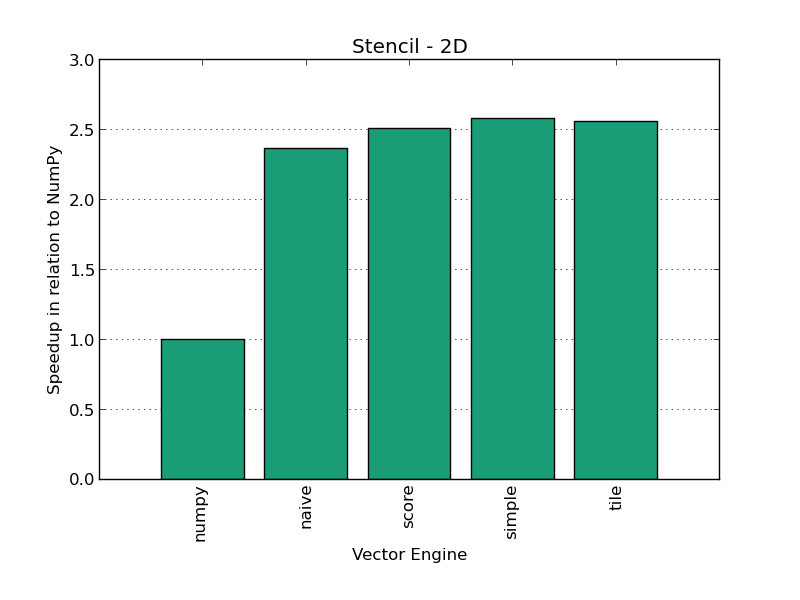 Stencil - 2D
Speedup in relation to NumPy
3.0
2.5
2.0
1.5
1.0
0.5
0.0
numpy
naive
score
simple
tile
Vector Engine